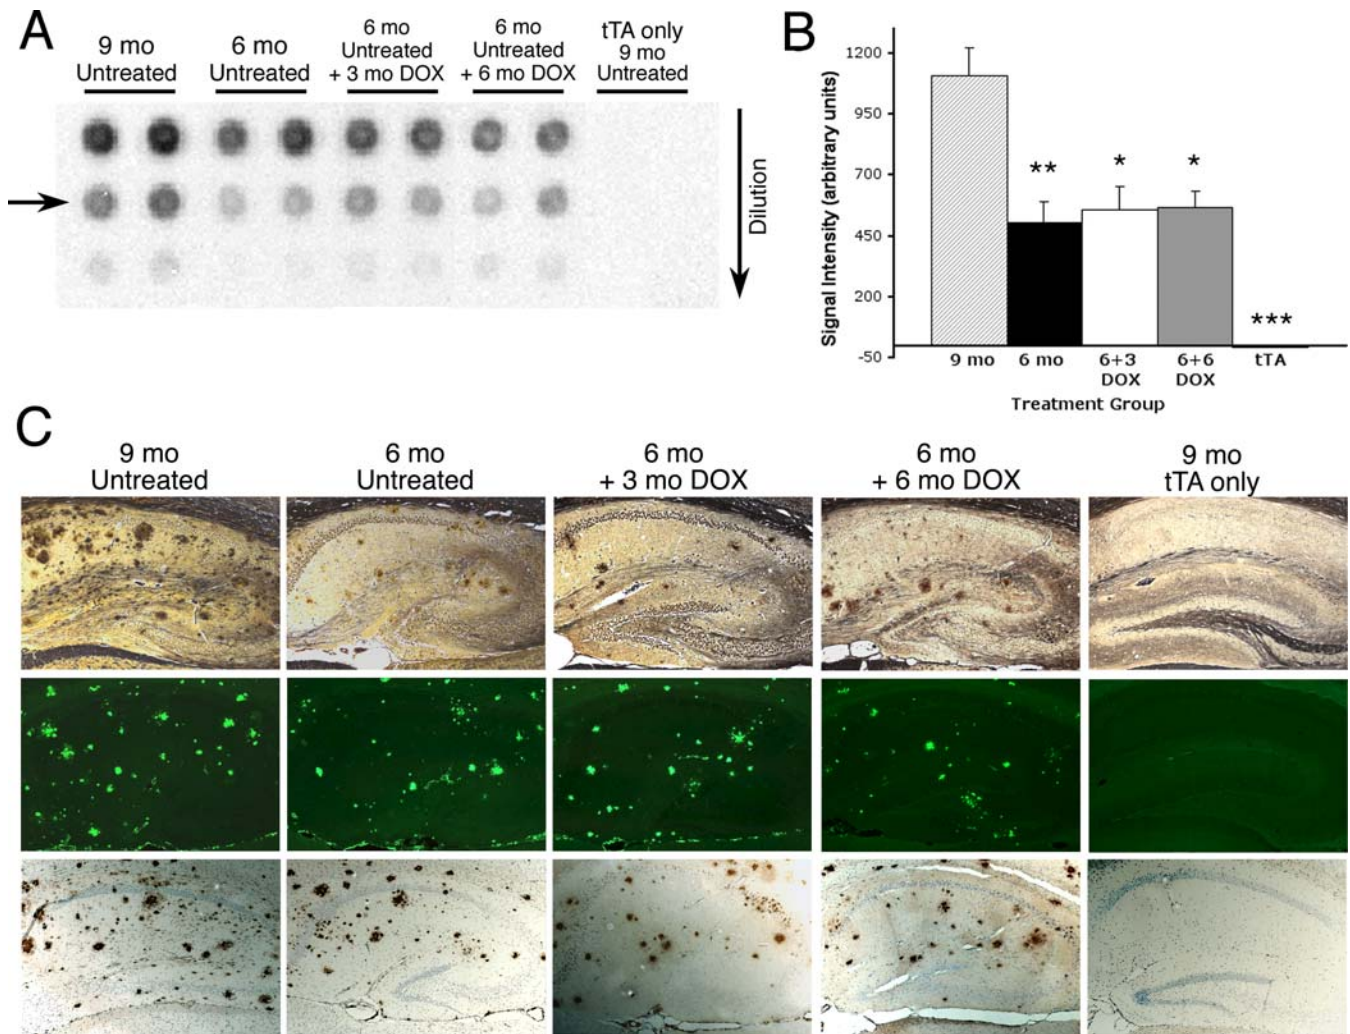 A
9 mo
Untreated
6 mo
Untreated
6 mo
Untreated
+ 3 mo DOX
6 mo
Untreated
+ 6 mo DOX
tTA only
9 mo
Untreated
Dilution
B
Signal Intensity (arbitrary units)
1200
950
700
450
200
-50
**
*
*
***
9 mo
6 mo
6+3
DOX
6+6
DOX
tTA
Treatment Group
C
9 mo
Untreated
6 mo
Untreated
6 mo
+ 3 mo DOX
6 mo
+ 6 mo DOX
9 mo
tTA only